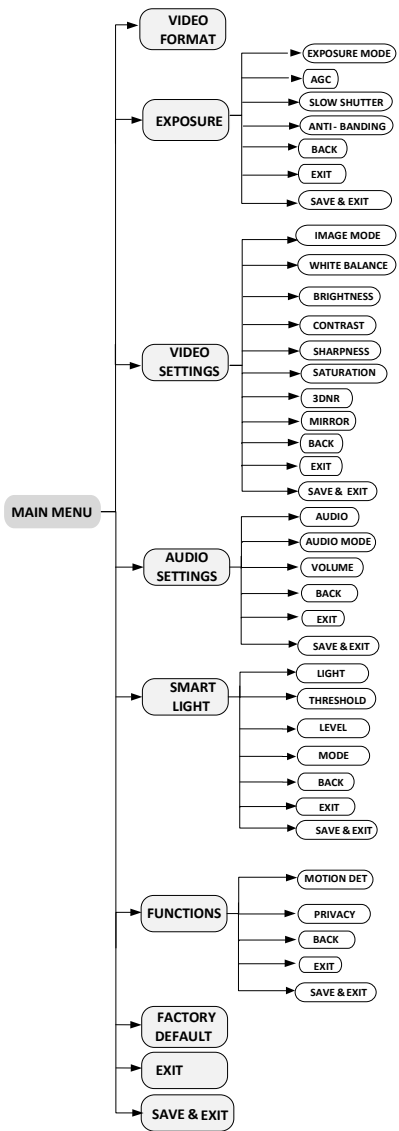 MAIN MENU
VIDEO
FORMAT
EXPOSURE
EXPOSURE MODE
AGC
SLOW SHUTTER
ANTI - BANDING
BACK
EXIT
SAVE & EXIT
VIDEO
SETTINGS
IMAGE MODE
WHITE BALANCE
BRIGHTNESS
CONTRAST
SHARPNESS
SATURATION
3DNR
MIRROR
BACK
EXIT
SAVE & EXIT
AUDIO
SETTINGS
AUDIO
AUDIO MODE
VOLUME
BACK
EXIT
SAVE & EXIT
SMART
LIGHT
LIGHT
THRESHOLD
LEVEL
MODE
BACK
EXIT
SAVE & EXIT
FUNCTIONS
MOTION DET
PRIVACY
BACK
EXIT
SAVE & EXIT
FACTORY
DEFAULT
EXIT
SAVE & EXIT